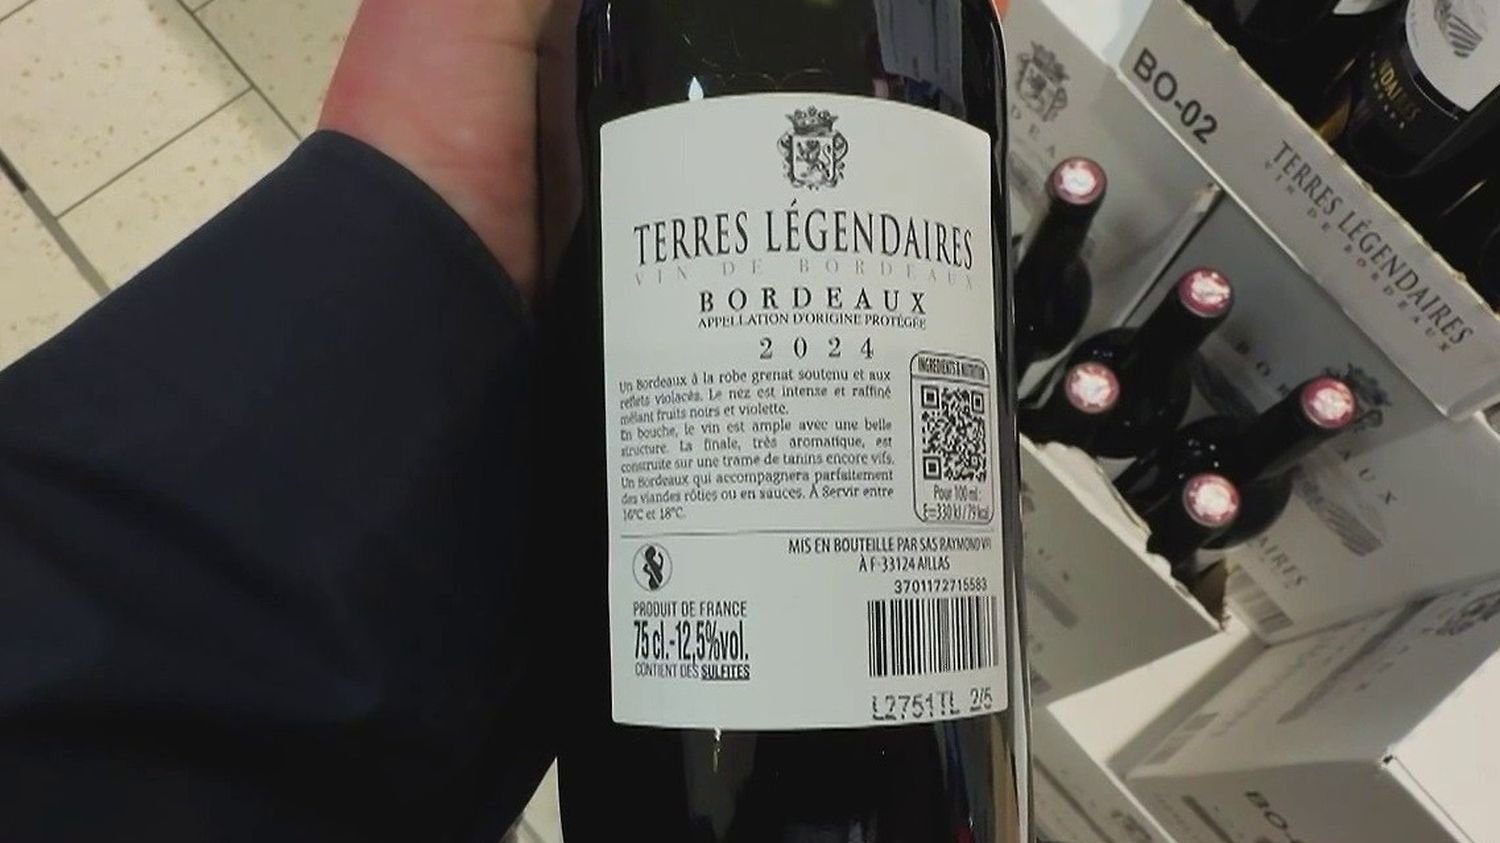 TERRES LÉGENDAIRES
VIN DE BORDEAUX
BORDEAUX
APPELLATION D'ORIGINE PROTÉGÉE
2024
Un Bordeaux à la robe grenat soutenu et aux
reflets violacés. Le nez est intense et raffiné
mêlant fruits noirs et violette.
En bouche, le vin est ample avec une belle
structure. La finale, très aromatique, est
construite sur une trame de tanins encore vifs.
Un Bordeaux qui accompagnera parfaitement
des viandes rôties ou en sauces. À Servir entre
16°C et 18°C.
INGREDIENTS & NUTRITION
Pour 100 ml :
E=330 kJ / 79 kcal
MIS EN BOUTEILLE PAR SAS RAYMOND VFI
À F-33124 AILLAS
3701172715583
PRODUIT DE FRANCE
75 cl.-12,5%vol.
CONTIENT DES SULFITES
L2751TL 2/5
BO-02
TERRES LÉGENDAIRES
VIN DE BORDEAUX